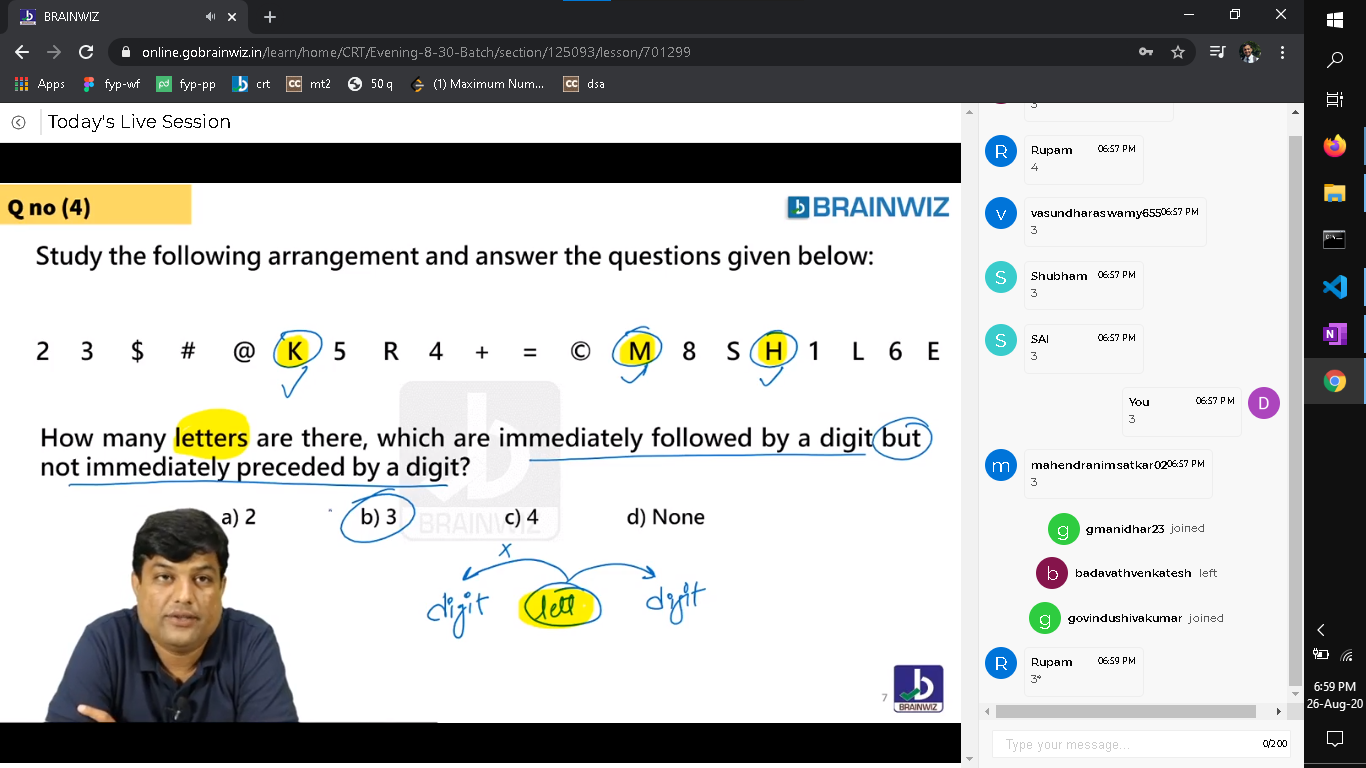 BRAINWIZ
online.gobrainwiz.in/learn/home/CRT/Evening-8-30-Batch/section/125093/lesson/701299
Apps fyp-wf fyp-pp crt CC mt2 50 q (1) Maximum Num... CC dsa
Today's Live Session
Q no (4)
BRAINWIZ
Study the following arrangement and answer the questions given below:
2 3 $ # @ K 5 R 4 + = © M 8 S H 1 L 6 E
How many letters are there, which are immediately followed by a digit but
not immediately preceded by a digit?
a) 2 b) 3 c) 4 d) None
BRAINWIZ
x
digit lett digit
7
BRAINWIZ
3
R Rupam 06:57 PM
4
v vasundharaswamy655 06:57 PM
3
S Shubham 06:57 PM
3
S SAI 06:57 PM
3
You 06:57 PM D
3
m mahendranimsatkar02 06:57 PM
3
g gmanidhar23 joined
b badavathvenkatesh left
g govindushivakumar joined
R Rupam 06:59 PM
3*
Type your message... 0/200
6:59 PM
26-Aug-20